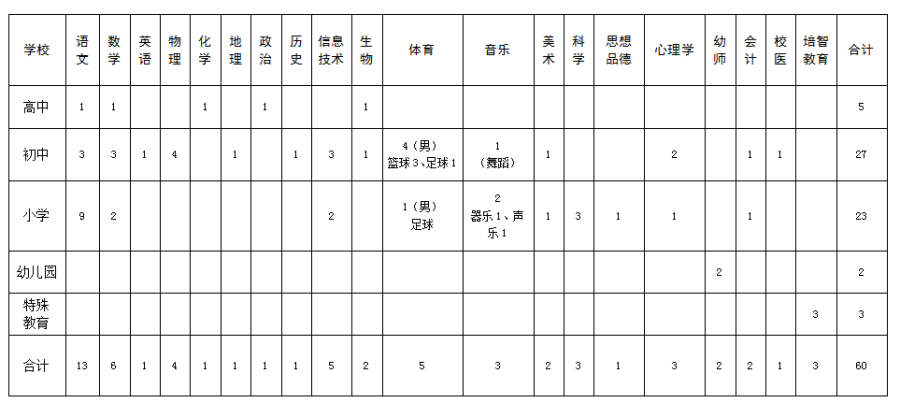 学校 语文 数学 英语 物理 化学 地理 政治 历史 信息技术 生物 体育 音乐 美术 科学 思想品德 心理学 幼师 会计 校医 培智教育 合计
高中 1 1 1 1 1 5
初中 3 3 1 4 1 1 3 1 4（男）篮球3、足球1 1（舞蹈） 1 2 1 1 27
小学 9 2 2 1（男）足球 2器乐1、声乐1 1 3 1 1 1 23
幼儿园 2 2
特殊教育 3 3
合计 13 6 1 4 1 1 1 1 5 2 5 3 2 3 1 3 2 2 1 3 60